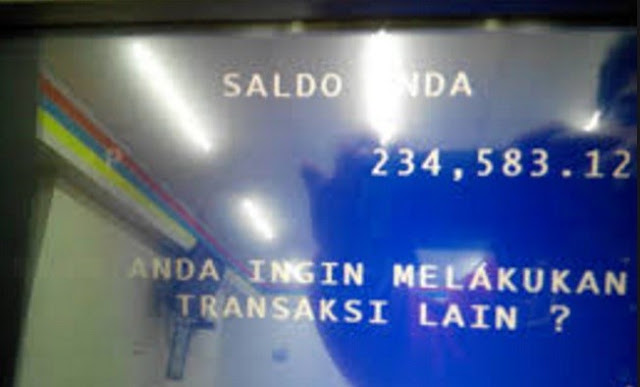 SALDO ANDA
234,583.12
ANDA INGIN MELAKUKAN
TRANSAKSI LAIN ?